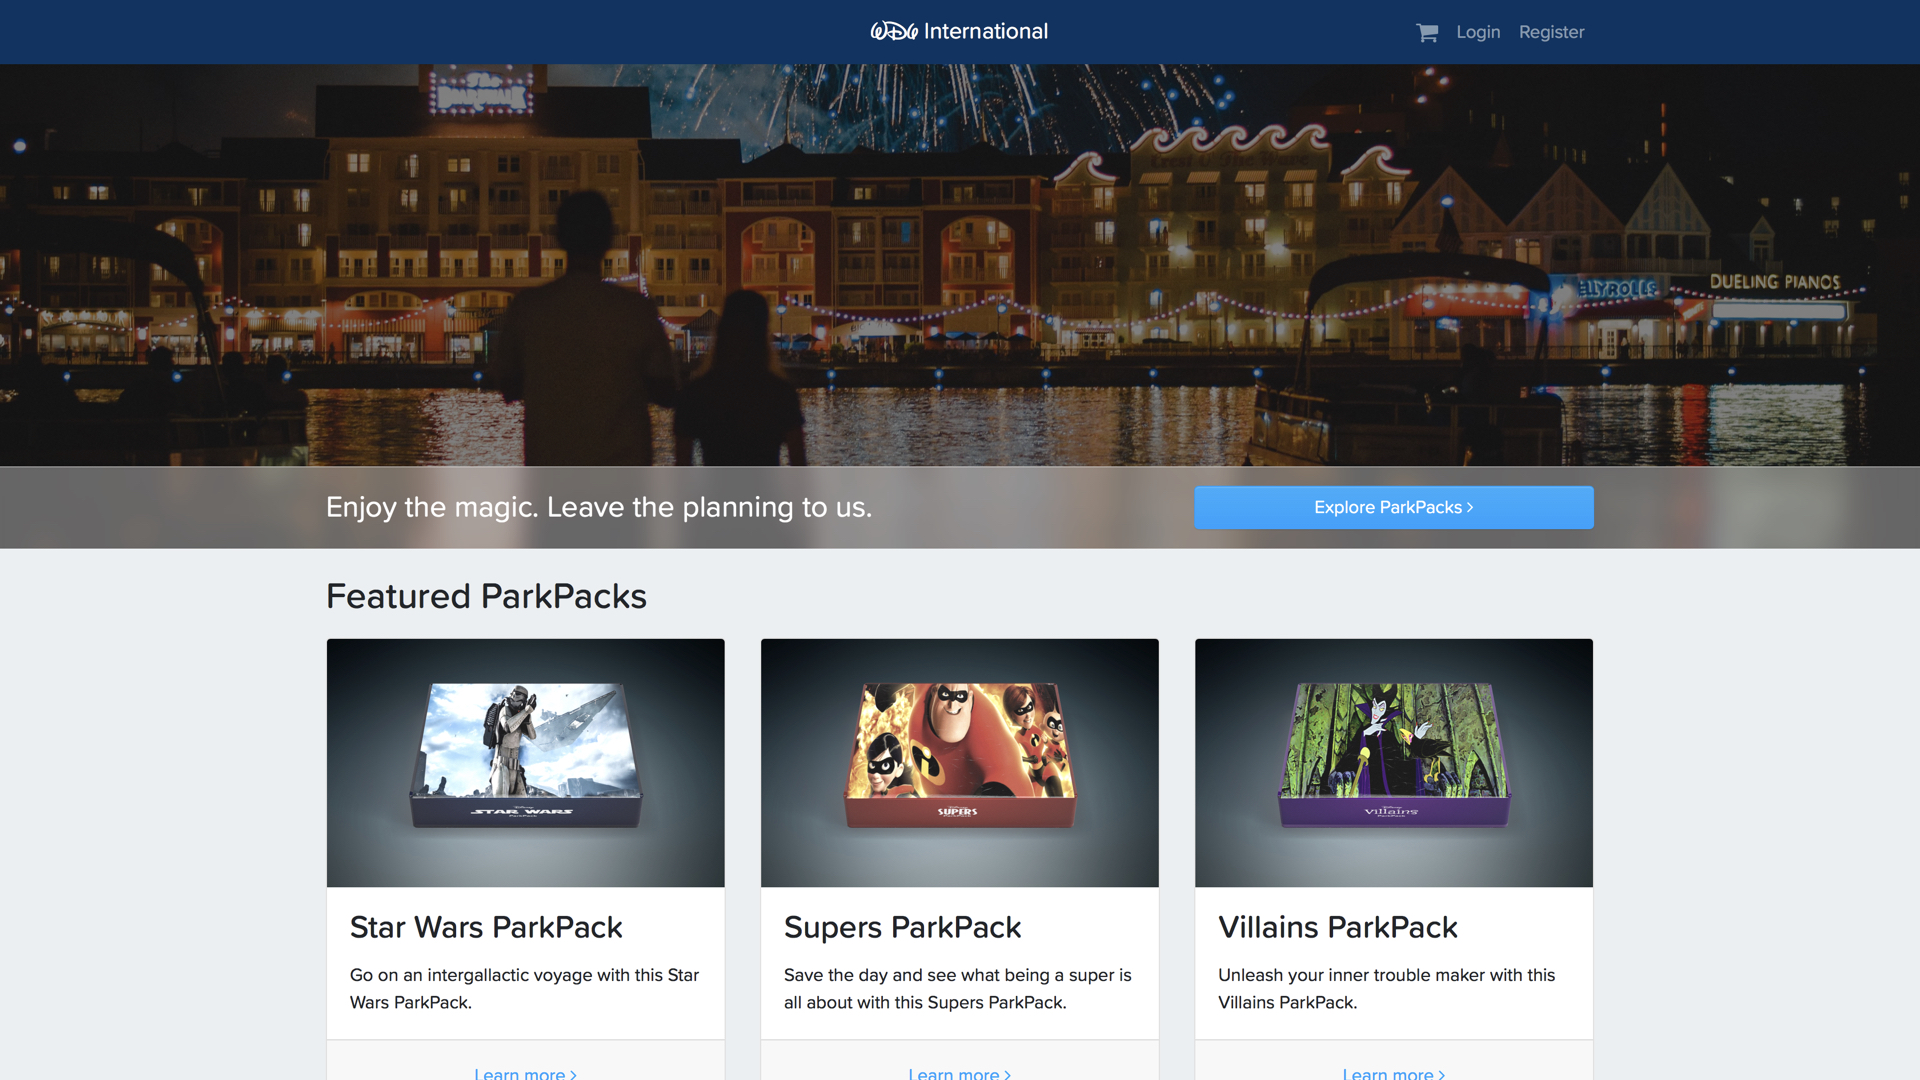 WDW International
Login
Register
DUELING PIANOS
Enjoy the magic. Leave the planning to us.
Explore ParkPacks >
Featured ParkPacks
STAR WARS
ParkPack
SUPERS
Villains
Star Wars ParkPack
Supers ParkPack
Villains ParkPack
Go on an intergallactic voyage with this Star
Wars ParkPack.
Save the day and see what being a super is
all about with this Supers ParkPack.
Unleash your inner trouble maker with this
Villains ParkPack.
Learn more >
Learn more >
Learn more >